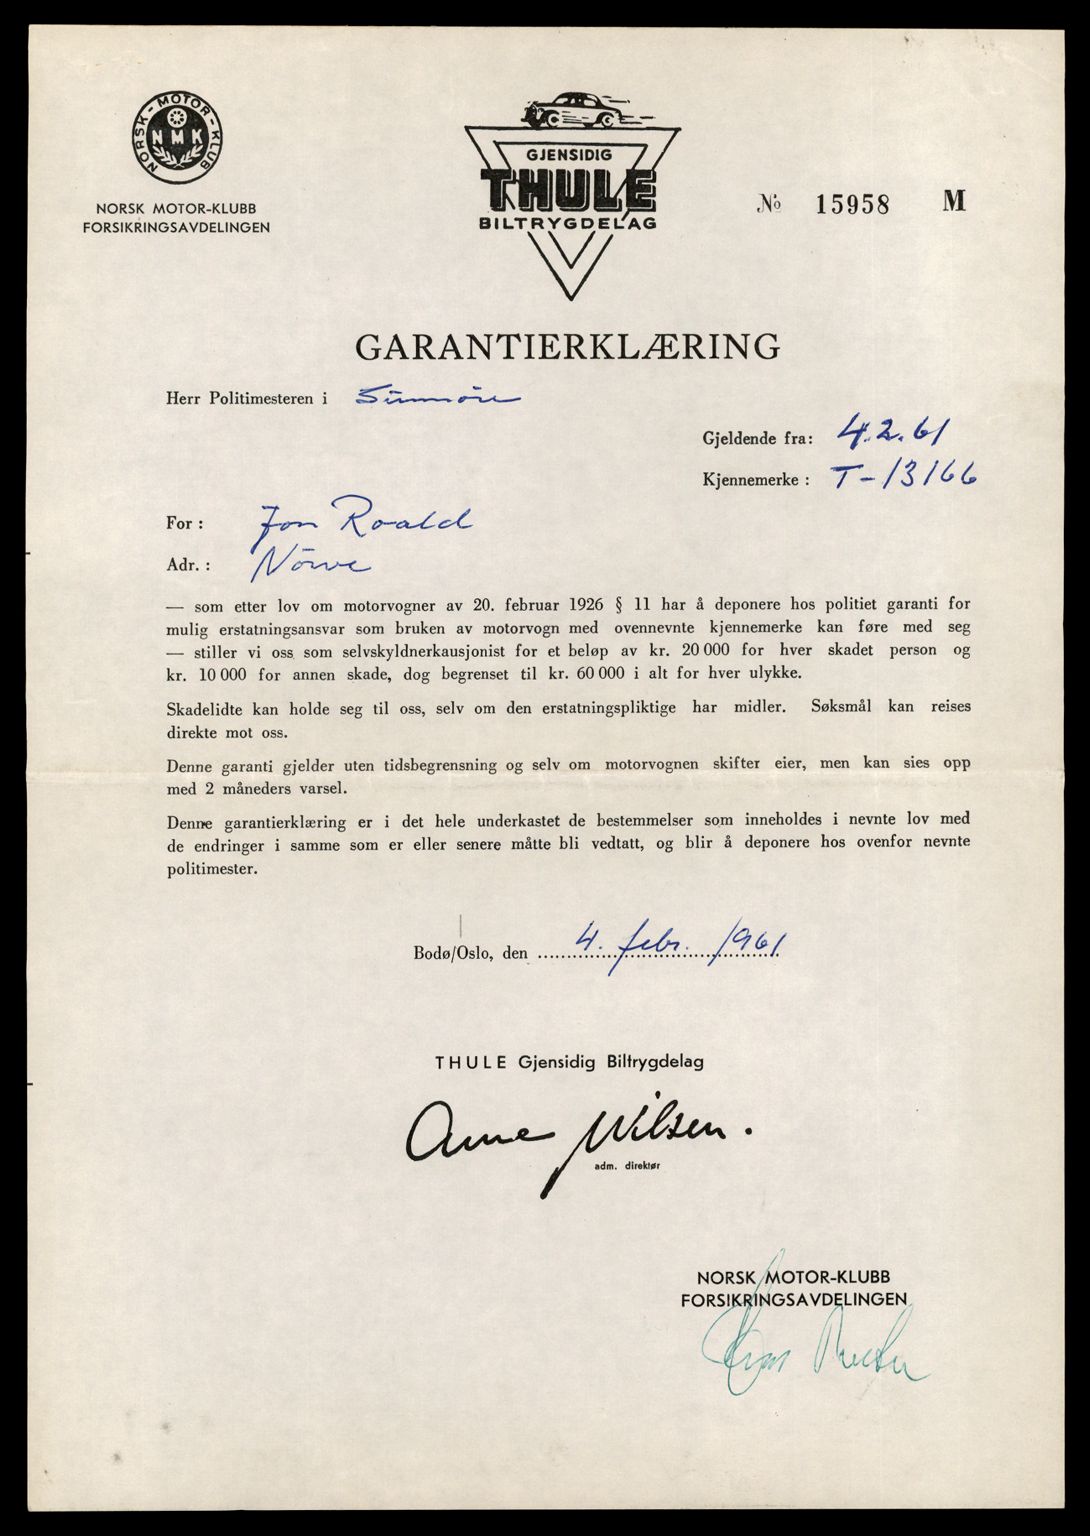 NORSK-MOTOR-KLUB
NMK
NORSK MOTOR-KLUBB
FORSIKRINGSAVDELINGEN
GJENSIDIG
THULE
BILTRYGDELAG
№ 15958 M
GARANTIERKLÆRING
Herr Politimesteren i Sunnöre
Gjeldende fra: 4.2.61
Kjennemerke : T-13166
For : Jon Roald
Adr. : Nörve
— som etter lov om motorvogner av 20. februar 1926 § 11 har å deponere hos politiet garanti for
mulig erstatningsansvar som bruken av motorvogn med ovennevnte kjennemerke kan føre med seg
— stiller vi oss som selvskyldnerkausjonist for et beløp av kr. 20 000 for hver skadet person og
kr. 10 000 for annen skade, dog begrenset til kr. 60 000 i alt for hver ulykke.
Skadelidte kan holde seg til oss, selv om den erstatningspliktige har midler. Søksmål kan reises
direkte mot oss.
Denne garanti gjelder uten tidsbegrensning og selv om motorvognen skifter eier, men kan sies opp
med 2 måneders varsel.
Denne garantierklæring er i det hele underkastet de bestemmelser som inneholdes i nevnte lov med
de endringer i samme som er eller senere måtte bli vedtatt, og blir å deponere hos ovenfor nevnte
politimester.
Bodø/Oslo, den 4. febr. 1961
THULE Gjensidig Biltrygdelag
Arne Nilsen.
adm. direktør
NORSK MOTOR-KLUBB
FORSIKRINGSAVDELINGEN